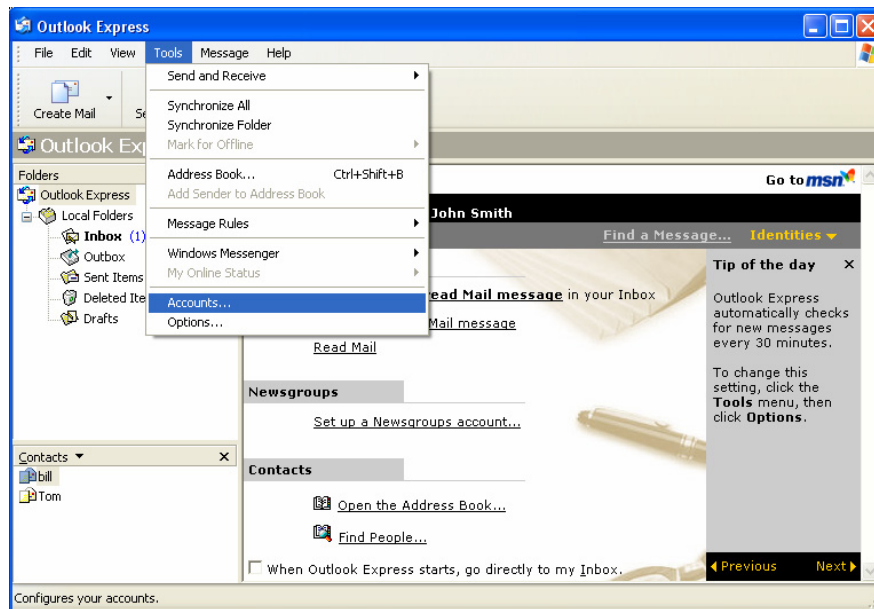 Outlook Express
File Edit View Tools Message Help
Create Mail
Send and Receive
Synchronize All
Synchronize Folder
Mark for Offline
Address Book... Ctrl+Shift+B
Add Sender to Address Book
Message Rules
Windows Messenger
My Online Status
Accounts...
Options...
Outlook Ex
Go to msn
Folders
Outlook Express
Local Folders
Inbox (1)
Outbox
Sent Items
Deleted Ite
Drafts
Contacts
bill
Tom
John Smith
Find a Message... Identities
ead Mail message in your Inbox
Mail message
Read Mail
Newsgroups
Set up a Newsgroups account...
Contacts
Open the Address Book...
Find People...
When Outlook Express starts, go directly to my Inbox.
Tip of the day X
Outlook Express
automatically checks
for new messages
every 30 minutes.
To change this
setting, click the
Tools menu, then
click Options.
Previous Next
Configures your accounts.